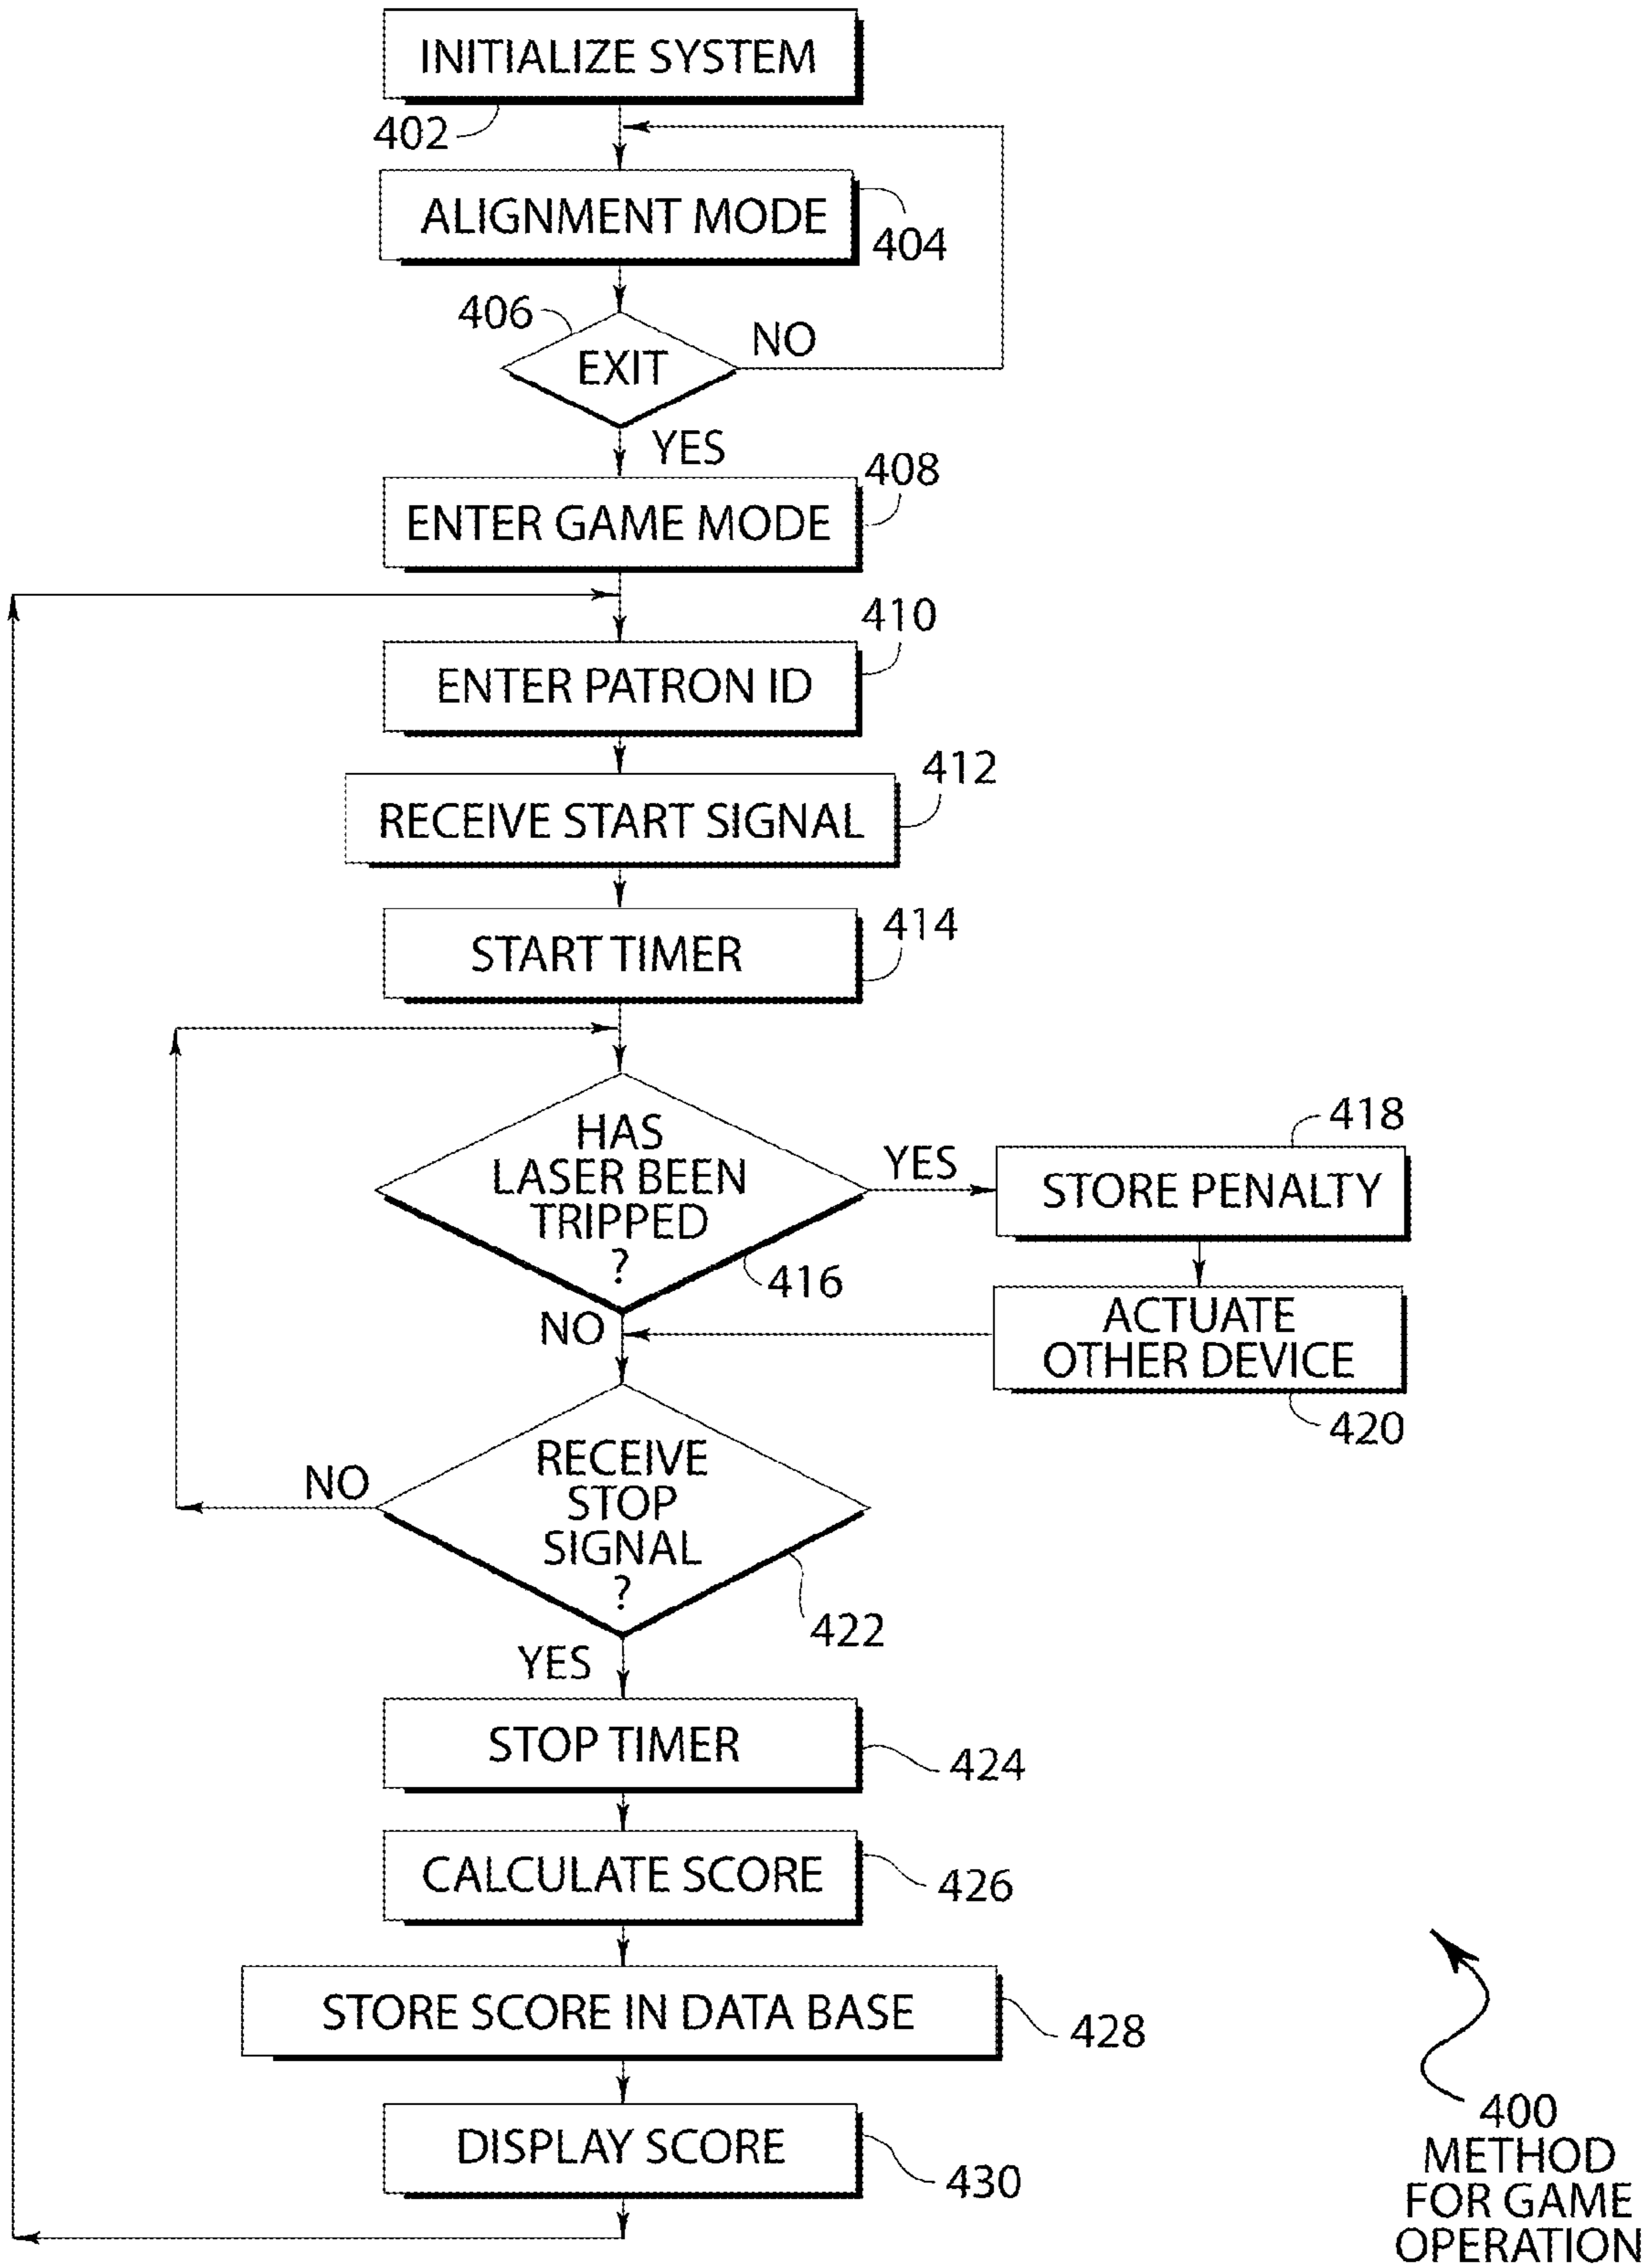 INITIALIZE SYSTEM
402
ALIGNMENT MODE
404
406
EXIT
NO
YES
408
ENTER GAME MODE
410
ENTER PATRON ID
412
RECEIVE START SIGNAL
414
START TIMER
HAS
LASER BEEN
TRIPPED
?
416
YES
418
STORE PENALTY
NO
ACTUATE
OTHER DEVICE
420
RECEIVE
STOP
SIGNAL
?
NO
422
YES
STOP TIMER
424
CALCULATE SCORE
426
STORE SCORE IN DATA BASE
428
DISPLAY SCORE
430
400
METHOD
FOR GAME
OPERATION